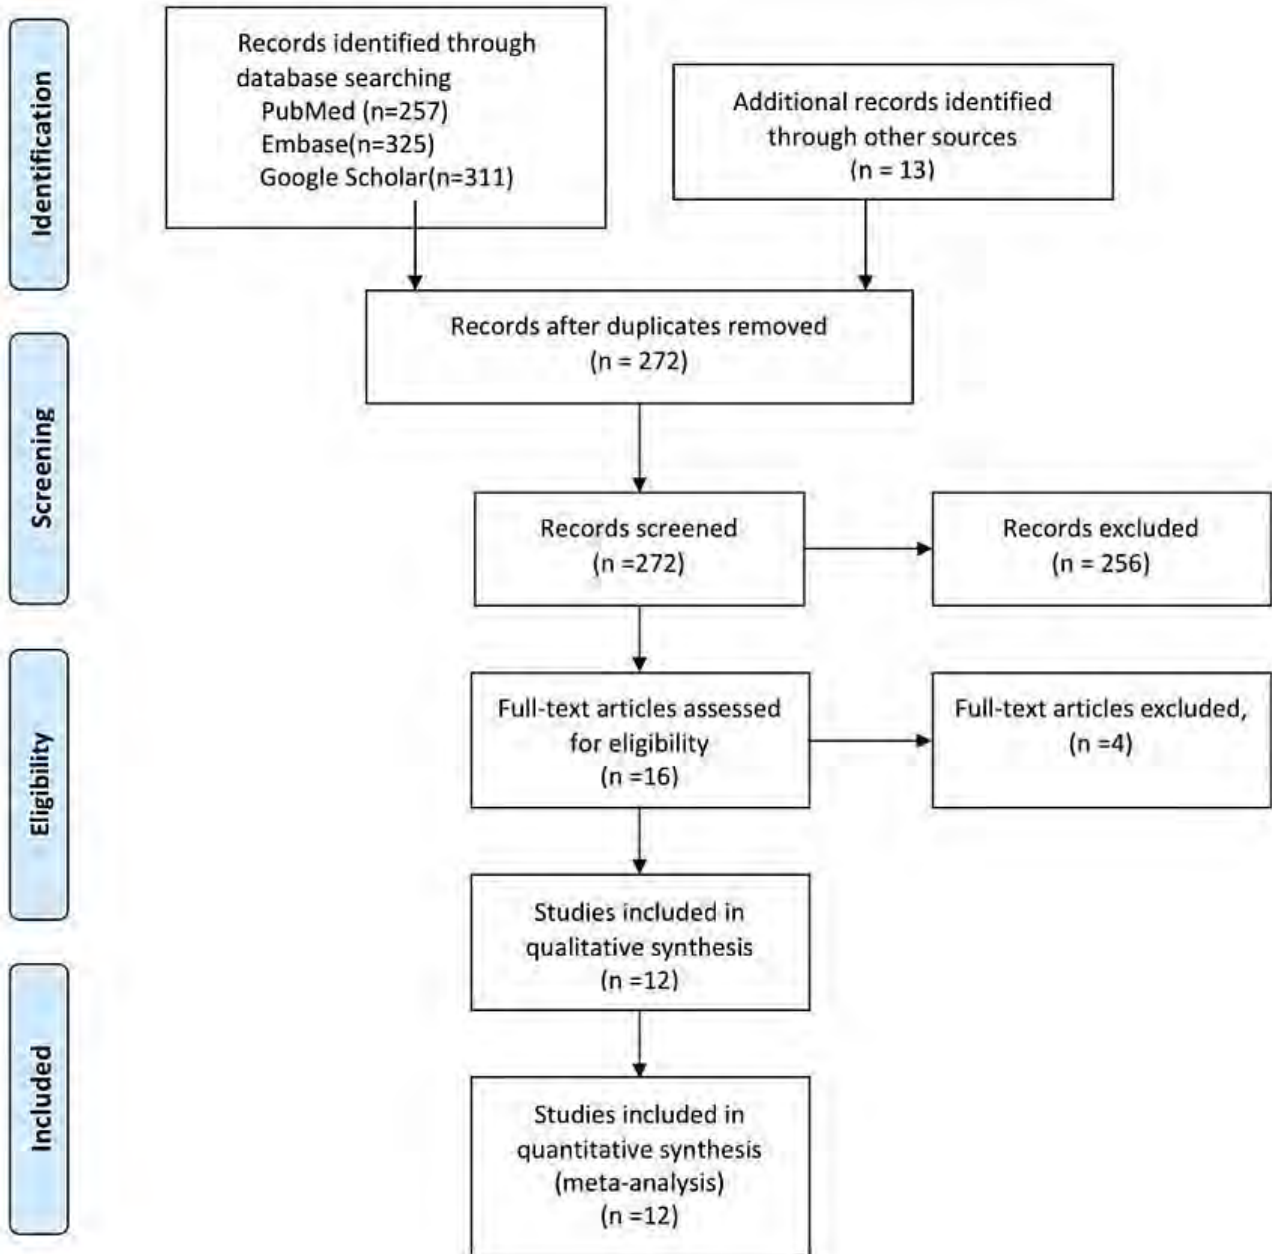 Identification
Records identified through
database searching
PubMed (n=257)
Embase(n=325)
Google Scholar(n=311)
Additional records identified
through other sources
(n = 13)
Records after duplicates removed
(n = 272)
Screening
Records screened
(n =272)
Records excluded
(n = 256)
Eligibility
Full-text articles assessed
for eligibility
(n =16)
Full-text articles excluded,
(n =4)
Studies included in
qualitative synthesis
(n =12)
Included
Studies included in
quantitative synthesis
(meta-analysis)
(n =12)